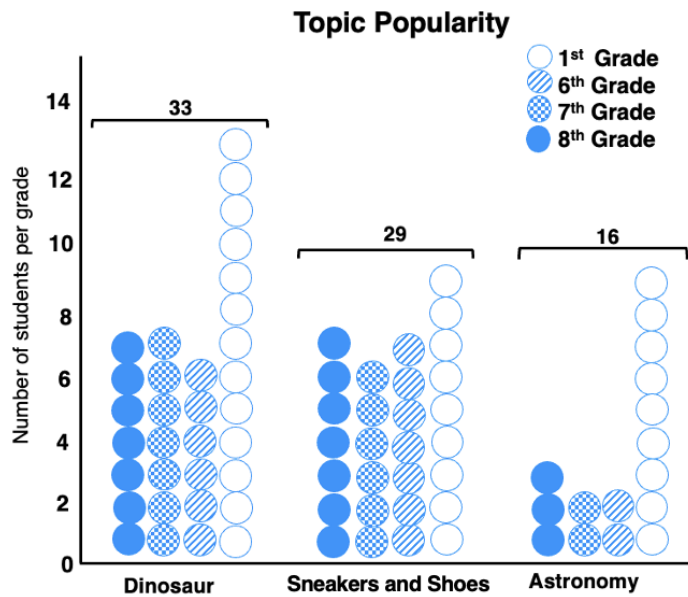 Topic Popularity
1st Grade
6th Grade
7th Grade
8th Grade
Number of students per grade
14
12
10
8
6
4
2
0
33
29
16
Dinosaur
Sneakers and Shoes
Astronomy